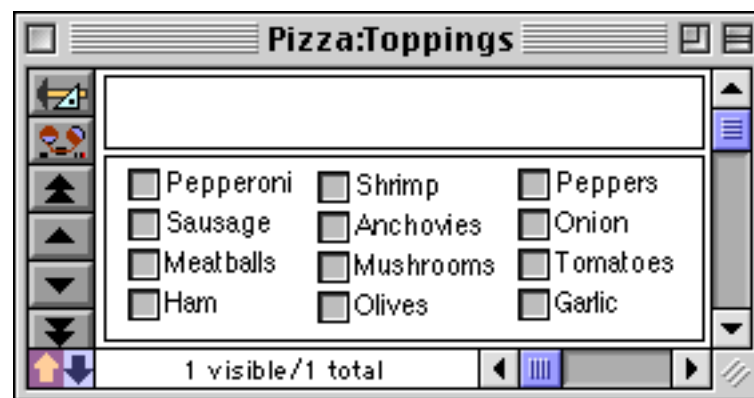 Pizza:Toppings
Pepperoni Shrimp Peppers
Sausage Anchovies Onion
Meatballs Mushrooms Tomatoes
Ham Olives Garlic
1 visible/1 total